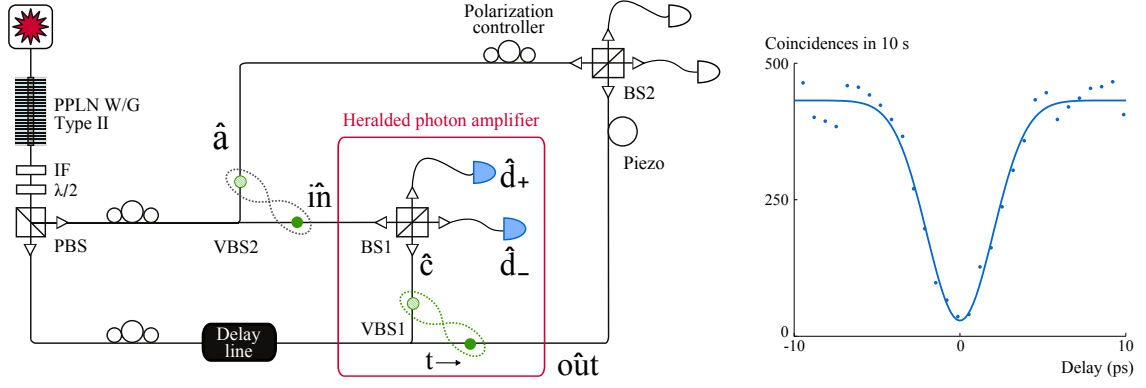 Polarization
controller
PPLN W/G
Type II
IF
λ/2
PBS
â
VBS2
in̂
Heralded photon amplifier
d̂₊
BS1
d̂₋
ĉ
VBS1
t
Delay
line
oût
BS2
Piezo
Coincidences in 10 s
500
250
0
-10
0
10
Delay (ps)